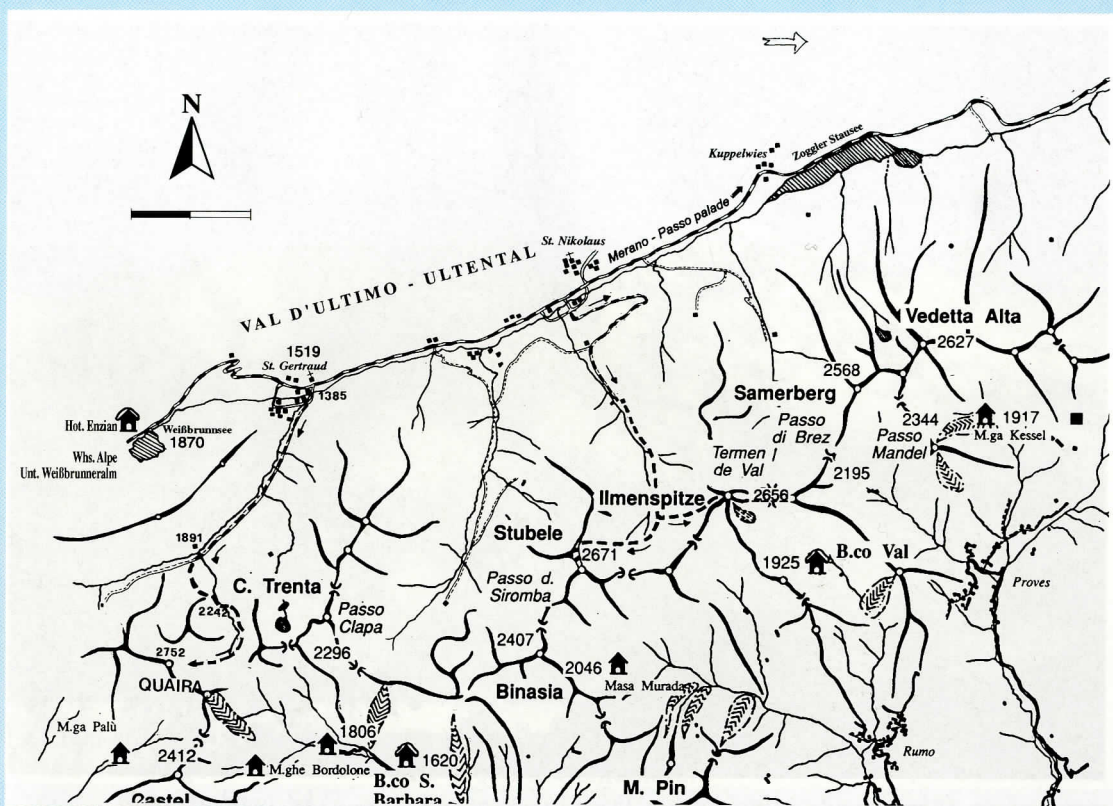 N
Kuppelwies
Zoggler Stausee
Merano - Passo palade
St. Nikolaus
VAL D'ULTIMO - ULTENTAL
1519
St. Gertraud
1385
Hot. Enzian
Weißbrunnsee
1870
Whs. Alpe
Unt. Weißbrunneralm
Vedetta Alta
2627
2568
Samerberg
2344
1917
M.ga Kessel
Passo
di Brez
Passo
Mandel
Termen
de Val
2195
Ilmenspitze
2656
Stubele
2671
1891
B.co Val
1925
Passo d.
Siromba
Proves
C. Trenta
2242
Passo
Clapa
2407
2752
2296
2046
QUAIRA
Binasia
Masa Murada
M.ga Palù
1806
2412
M.ghe Bordolone
1620
Rumo
B.co S.
Barbara
M. Pin
Castel